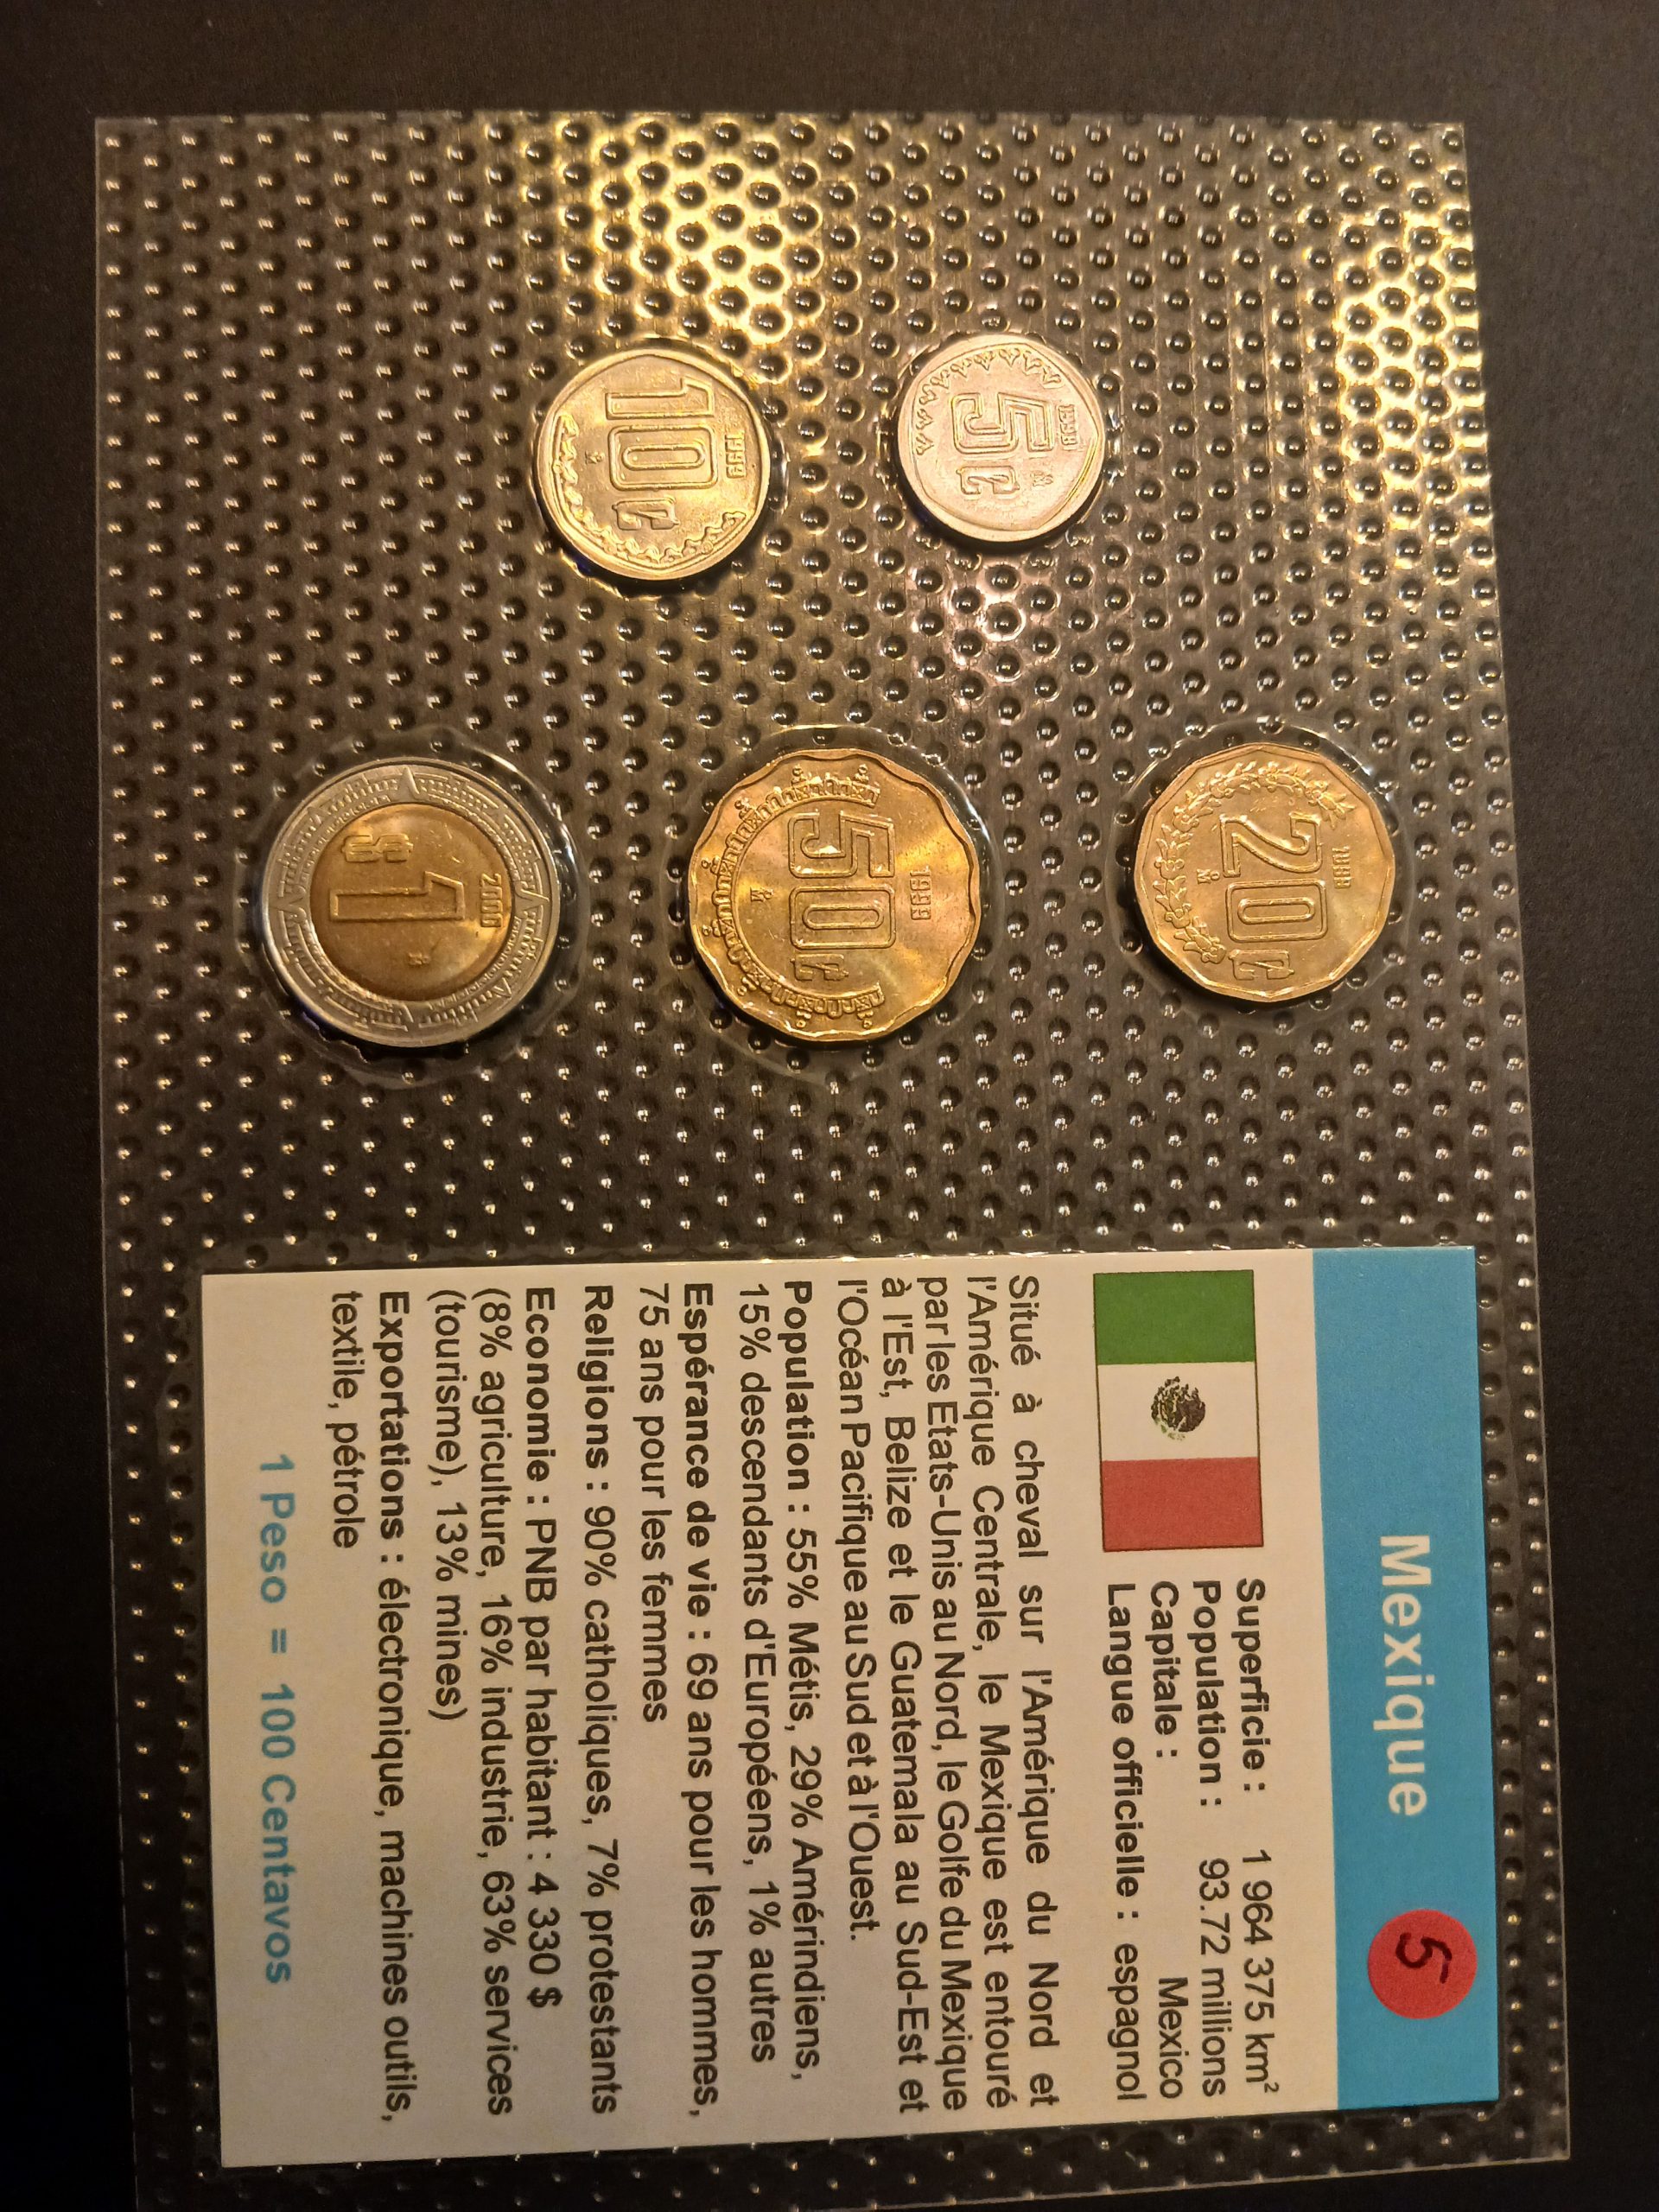 Mexique
5
Superficie : 1 964 375 km²
Population : 93.72 millions
Capitale : Mexico
Langue officielle : espagnol
Situé à cheval sur l'Amérique du Nord et
l'Amérique Centrale, le Mexique est entouré
par les Etats-Unis au Nord, le Golfe du Mexique
à l'Est, Belize et le Guatemala au Sud-Est et
l'Océan Pacifique au Sud et à l'Ouest.
Population : 55% Métis, 29% Amérindiens,
15% descendants d'Européens, 1% autres
Espérance de vie : 69 ans pour les hommes,
75 ans pour les femmes
Religions : 90% catholiques, 7% protestants
Economie : PNB par habitant : 4 330 $
(8% agriculture, 16% industrie, 63% services
(tourisme), 13% mines)
Exportations : électronique, machines outils,
textile, pétrole
1 Peso = 100 Centavos
1998
5¢
20¢
1999
10¢
1999
50¢
$1